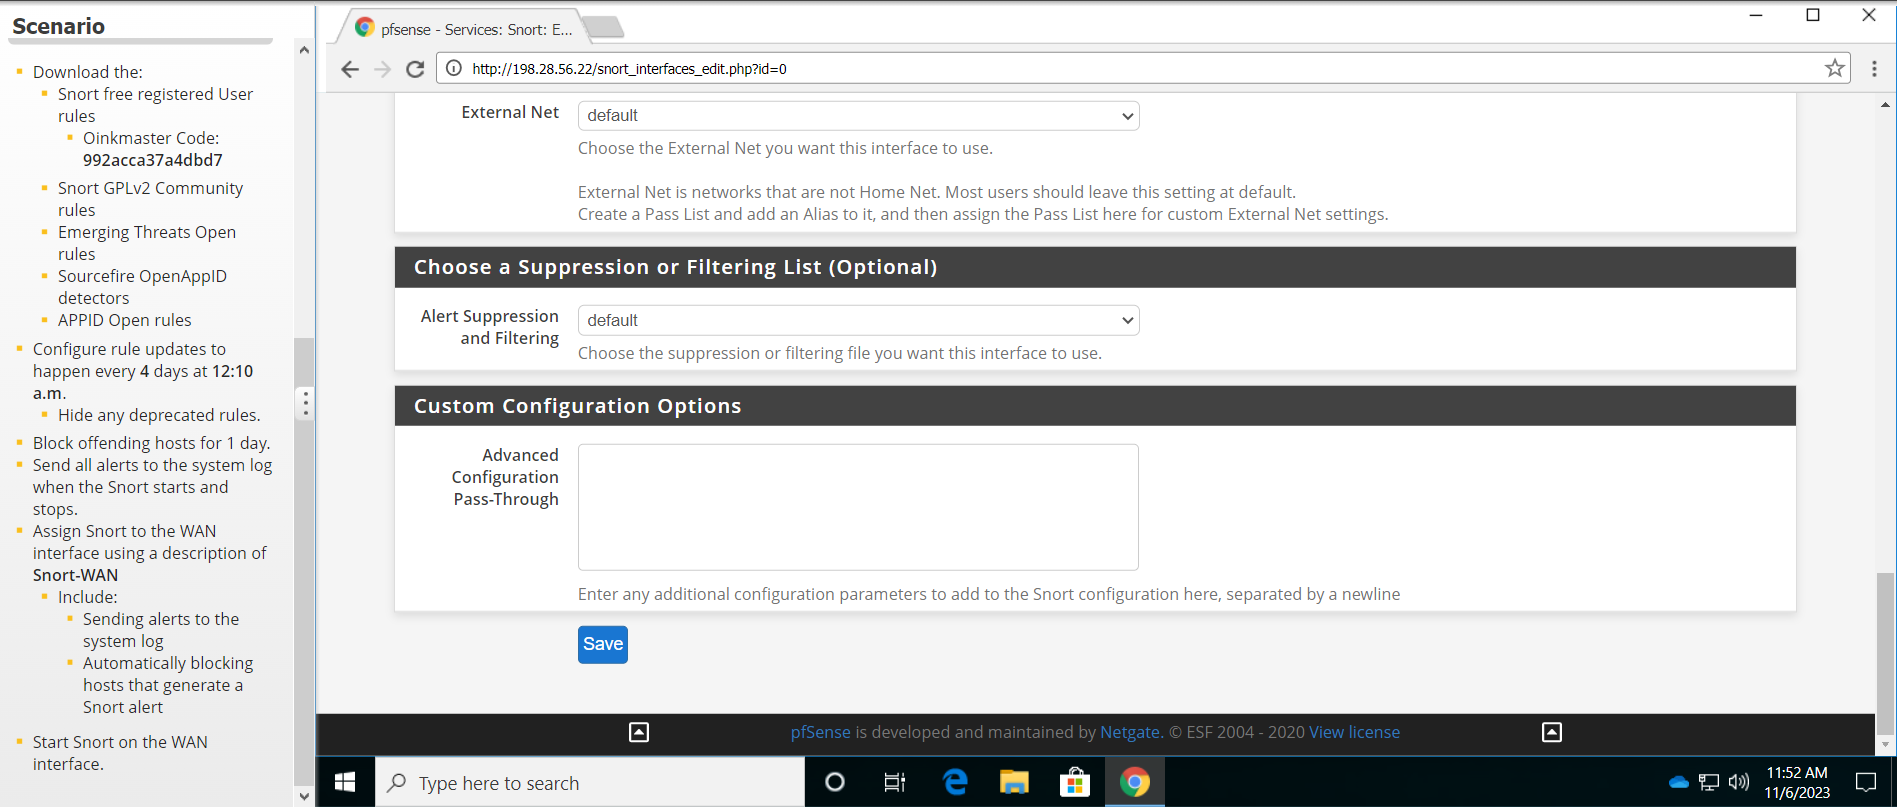 Scenario
Download the:
Snort free registered User
rules
Oinkmaster Code:
992acca37a4dbd7
Snort GPLv2 Community
rules
Emerging Threats Open
rules
Sourcefire OpenAppID
detectors
APPID Open rules
Configure rule updates to
happen every 4 days at 12:10
a.m.
Hide any deprecated rules.
Block offending hosts for 1 day.
Send all alerts to the system log
when the Snort starts and
stops.
Assign Snort to the WAN
interface using a description of
Snort-WAN
Include:
Sending alerts to the
system log
Automatically blocking
hosts that generate a
Snort alert
Start Snort on the WAN
interface.
pfsense - Services: Snort: E...
http://198.28.56.22/snort_interfaces_edit.php?id=0
External Net
default
Choose the External Net you want this interface to use.
External Net is networks that are not Home Net. Most users should leave this setting at default.
Create a Pass List and add an Alias to it, and then assign the Pass List here for custom External Net settings.
Choose a Suppression or Filtering List (Optional)
Alert Suppression
and Filtering
default
Choose the suppression or filtering file you want this interface to use.
Custom Configuration Options
Advanced
Configuration
Pass-Through
Enter any additional configuration parameters to add to the Snort configuration here, separated by a newline
Save
pfSense is developed and maintained by Netgate. © ESF 2004 - 2020 View license
Type here to search
11:52 AM
11/6/2023